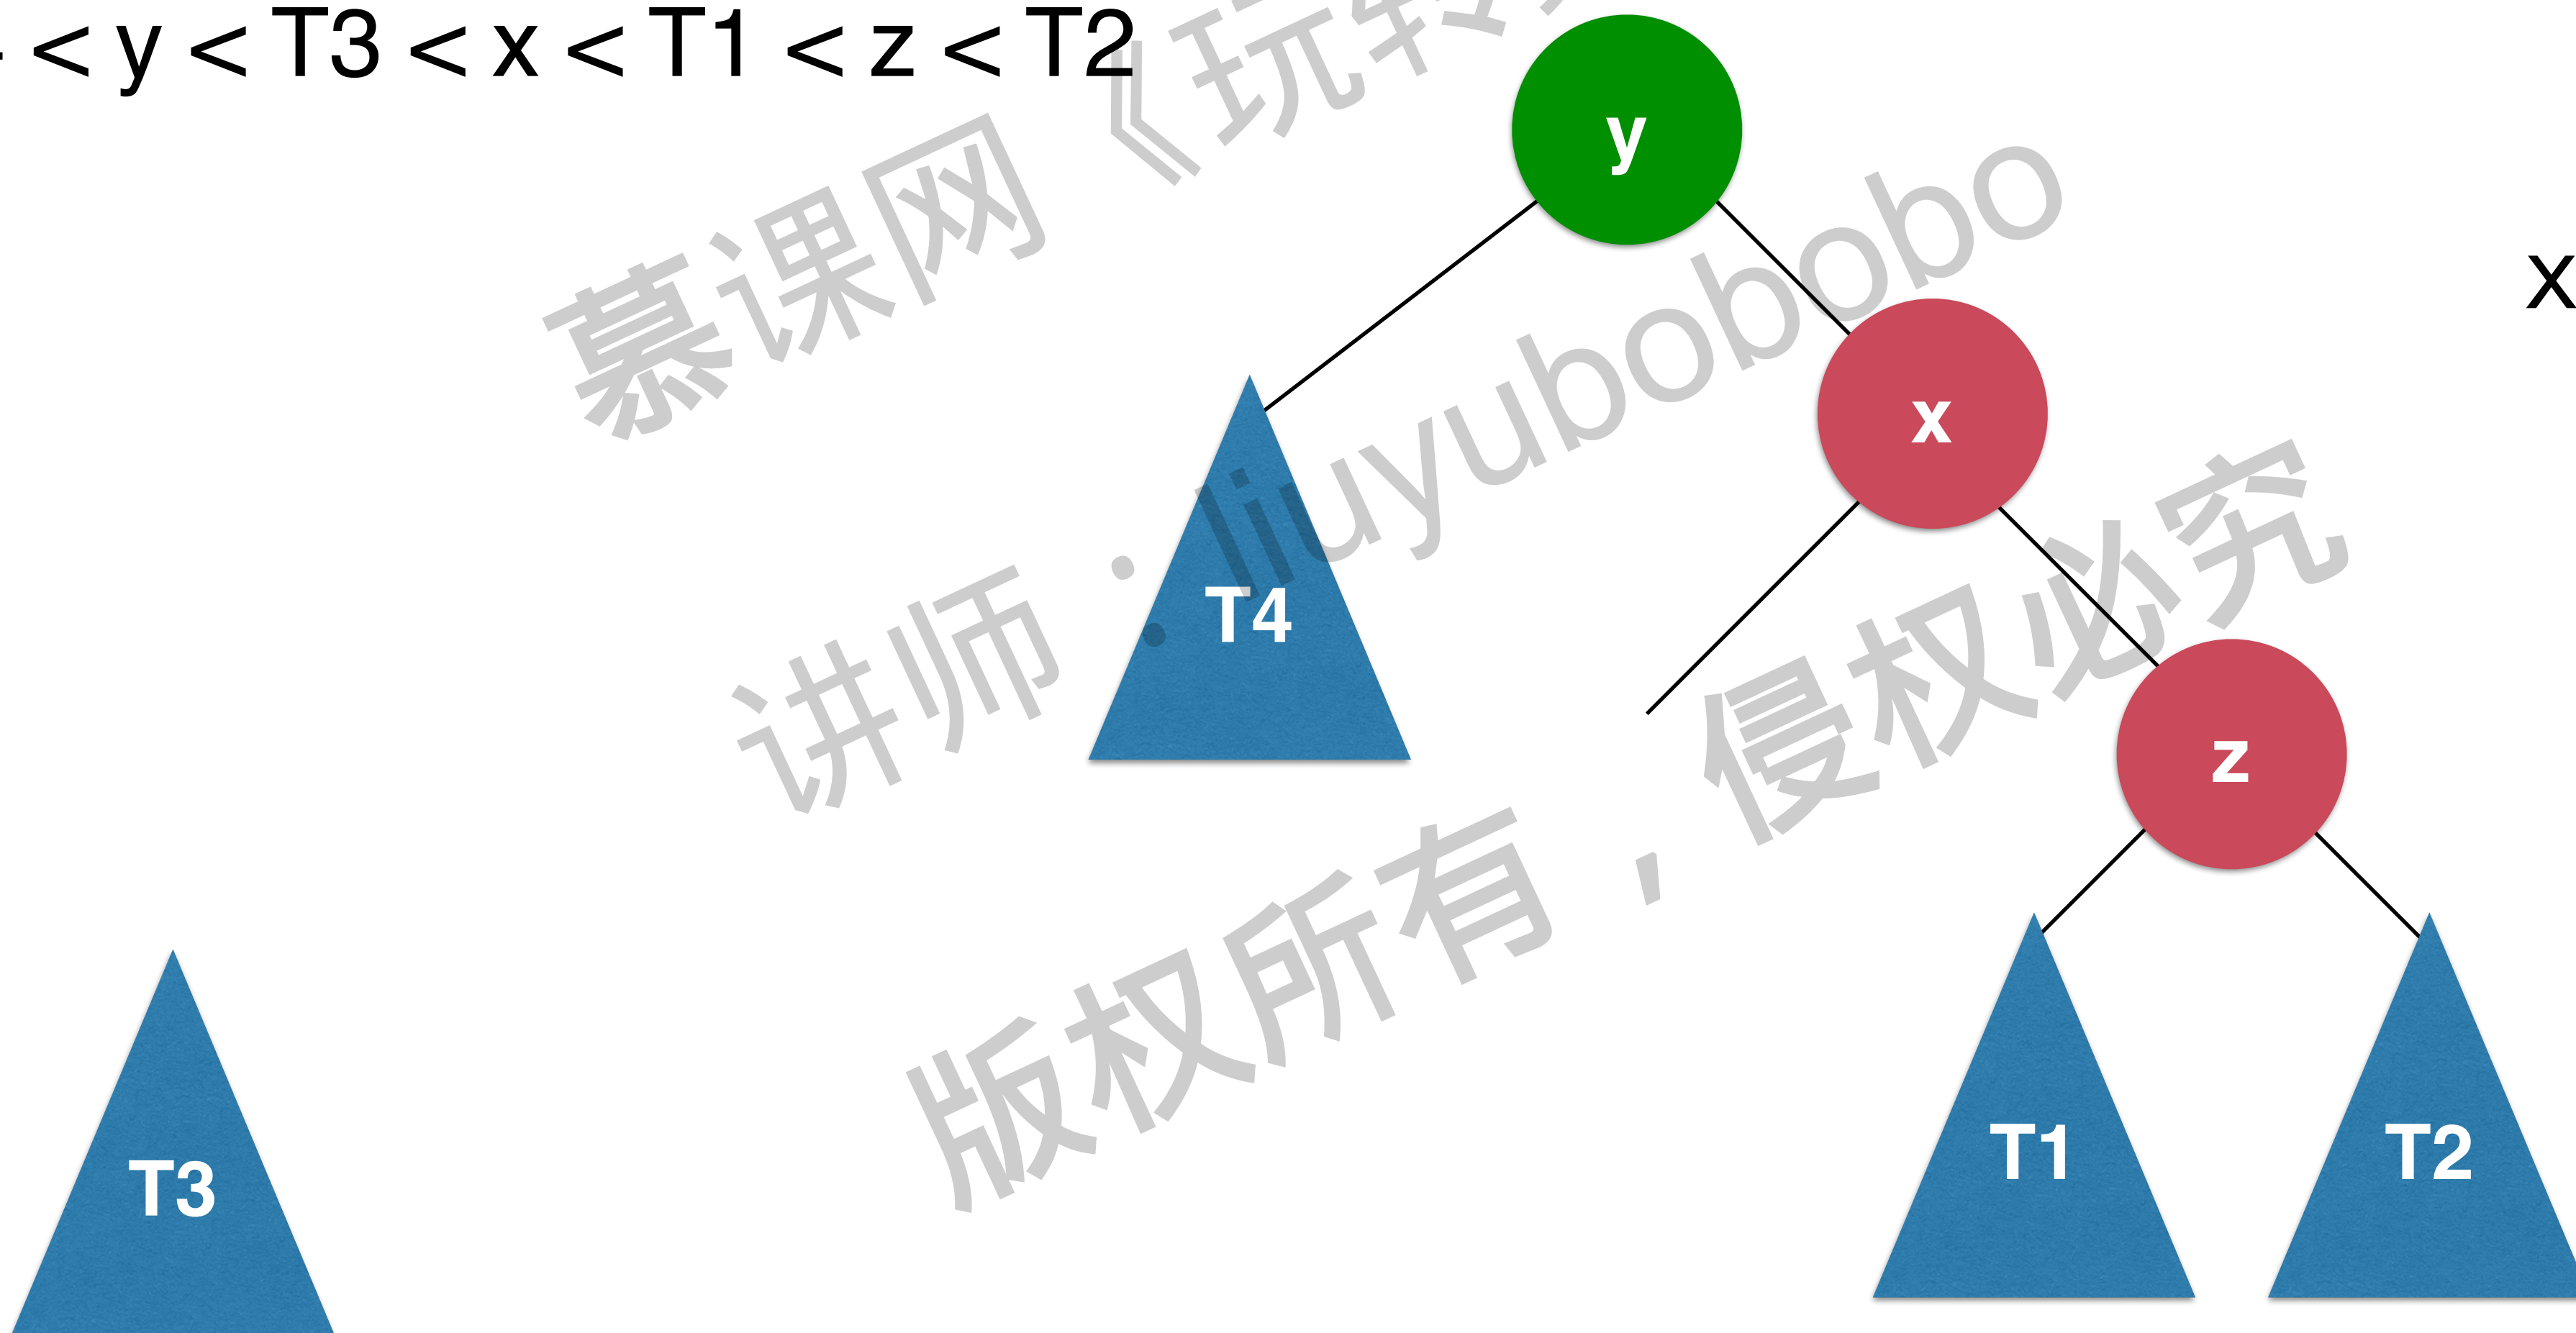 < y < T3 < x < T1 < z < T2
y
x
x
T4
z
T3
T1
T2
慕课网《玩转
讲师：liuyubobobo
版权所有，侵权必究